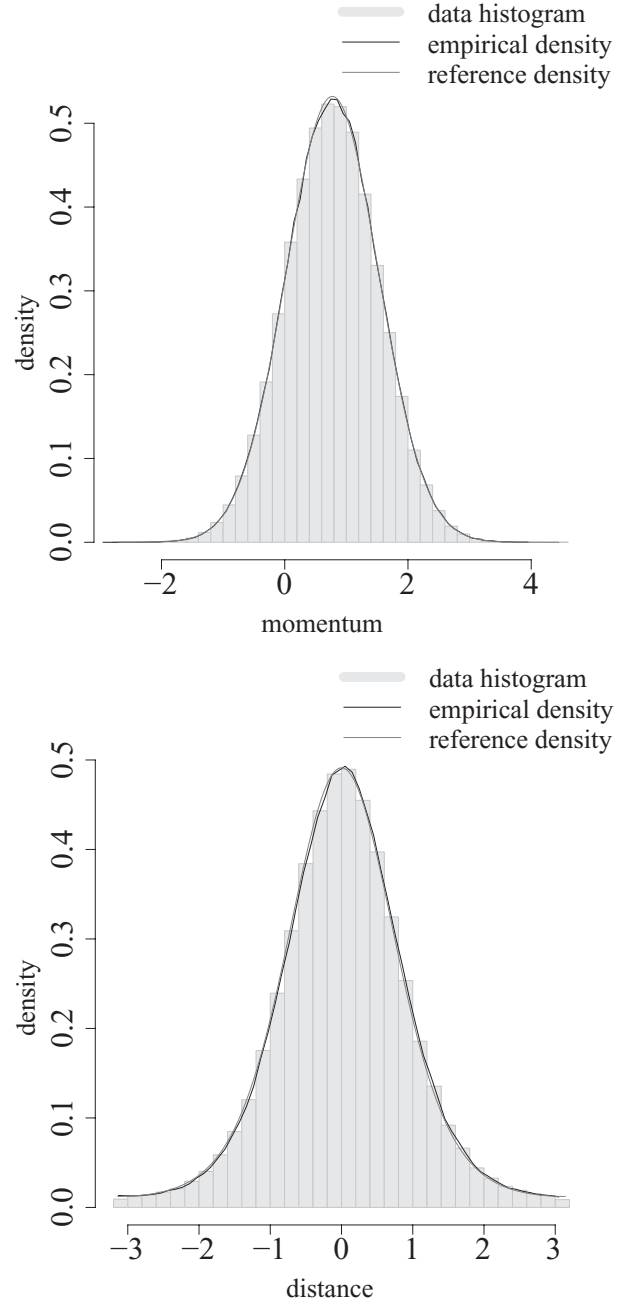 data histogram
empirical density
reference density
density
0.0 0.1 0.2 0.3 0.4 0.5
−2 0 2 4
momentum
data histogram
empirical density
reference density
density
0.0 0.1 0.2 0.3 0.4 0.5
−3 −2 −1 0 1 2 3
distance